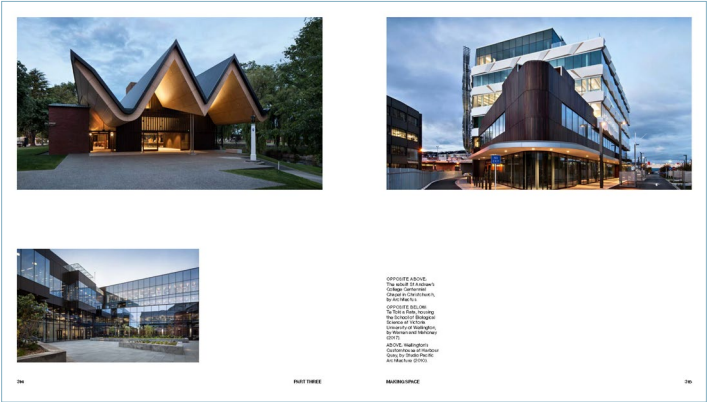 OPPOSITE ABOVE:
The rebuilt St Andrew's
College Centennial
Chapel in Christchurch,
by Architectus
OPPOSITE BELOW:
Te Toki a Rata, housing
the School of Biological
Science at Victoria
University of Wellington,
by Warren and Mahoney
(2017)
ABOVE: Wellington's
Customhouse at Harbour
Quay, by Studio Pacific
Architecture (2010)
PART THREE
MAKING SPACE